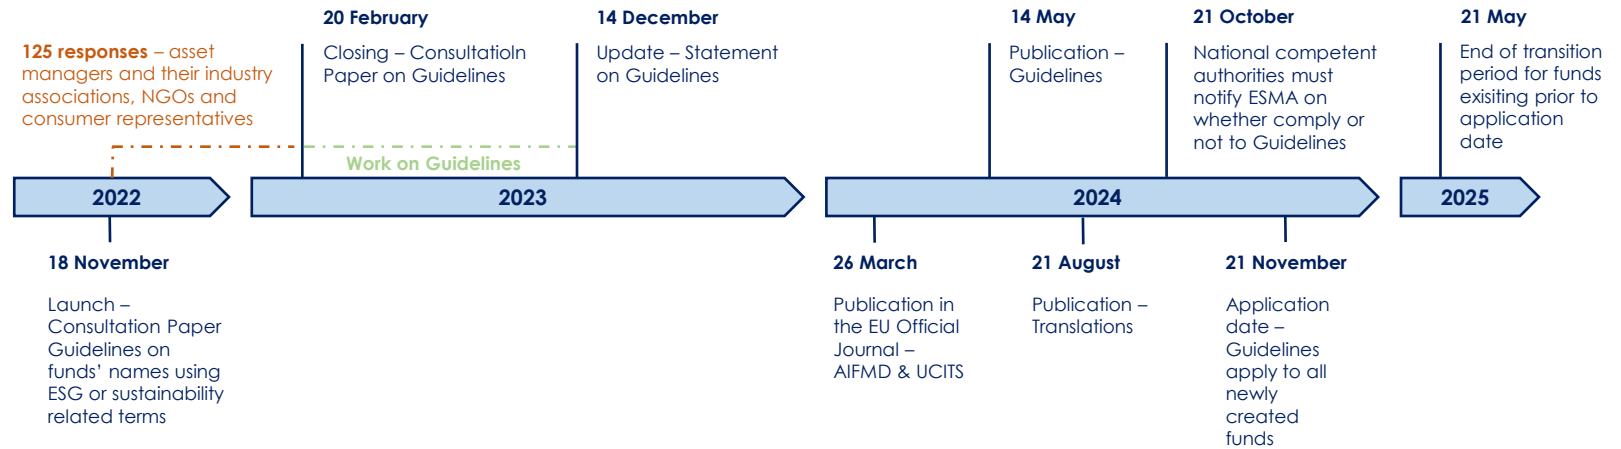 125 responses – asset
managers and their industry
associations, NGOs and
consumer representatives
20 February
Closing – ConsultatioIn
Paper on Guidelines
14 December
Update – Statement
on Guidelines
14 May
Publication –
Guidelines
21 October
National competent
authorities must
notify ESMA on
whether comply or
not to Guidelines
21 May
End of transition
period for funds
exisiting prior to
application
date
Work on Guidelines
2022
2023
2024
2025
18 November
Launch –
Consultation Paper
Guidelines on
funds’ names using
ESG or sustainability
related terms
26 March
Publication in
the EU Official
Journal –
AIFMD & UCITS
21 August
Publication –
Translations
21 November
Application
date –
Guidelines
apply to all
newly
created
funds